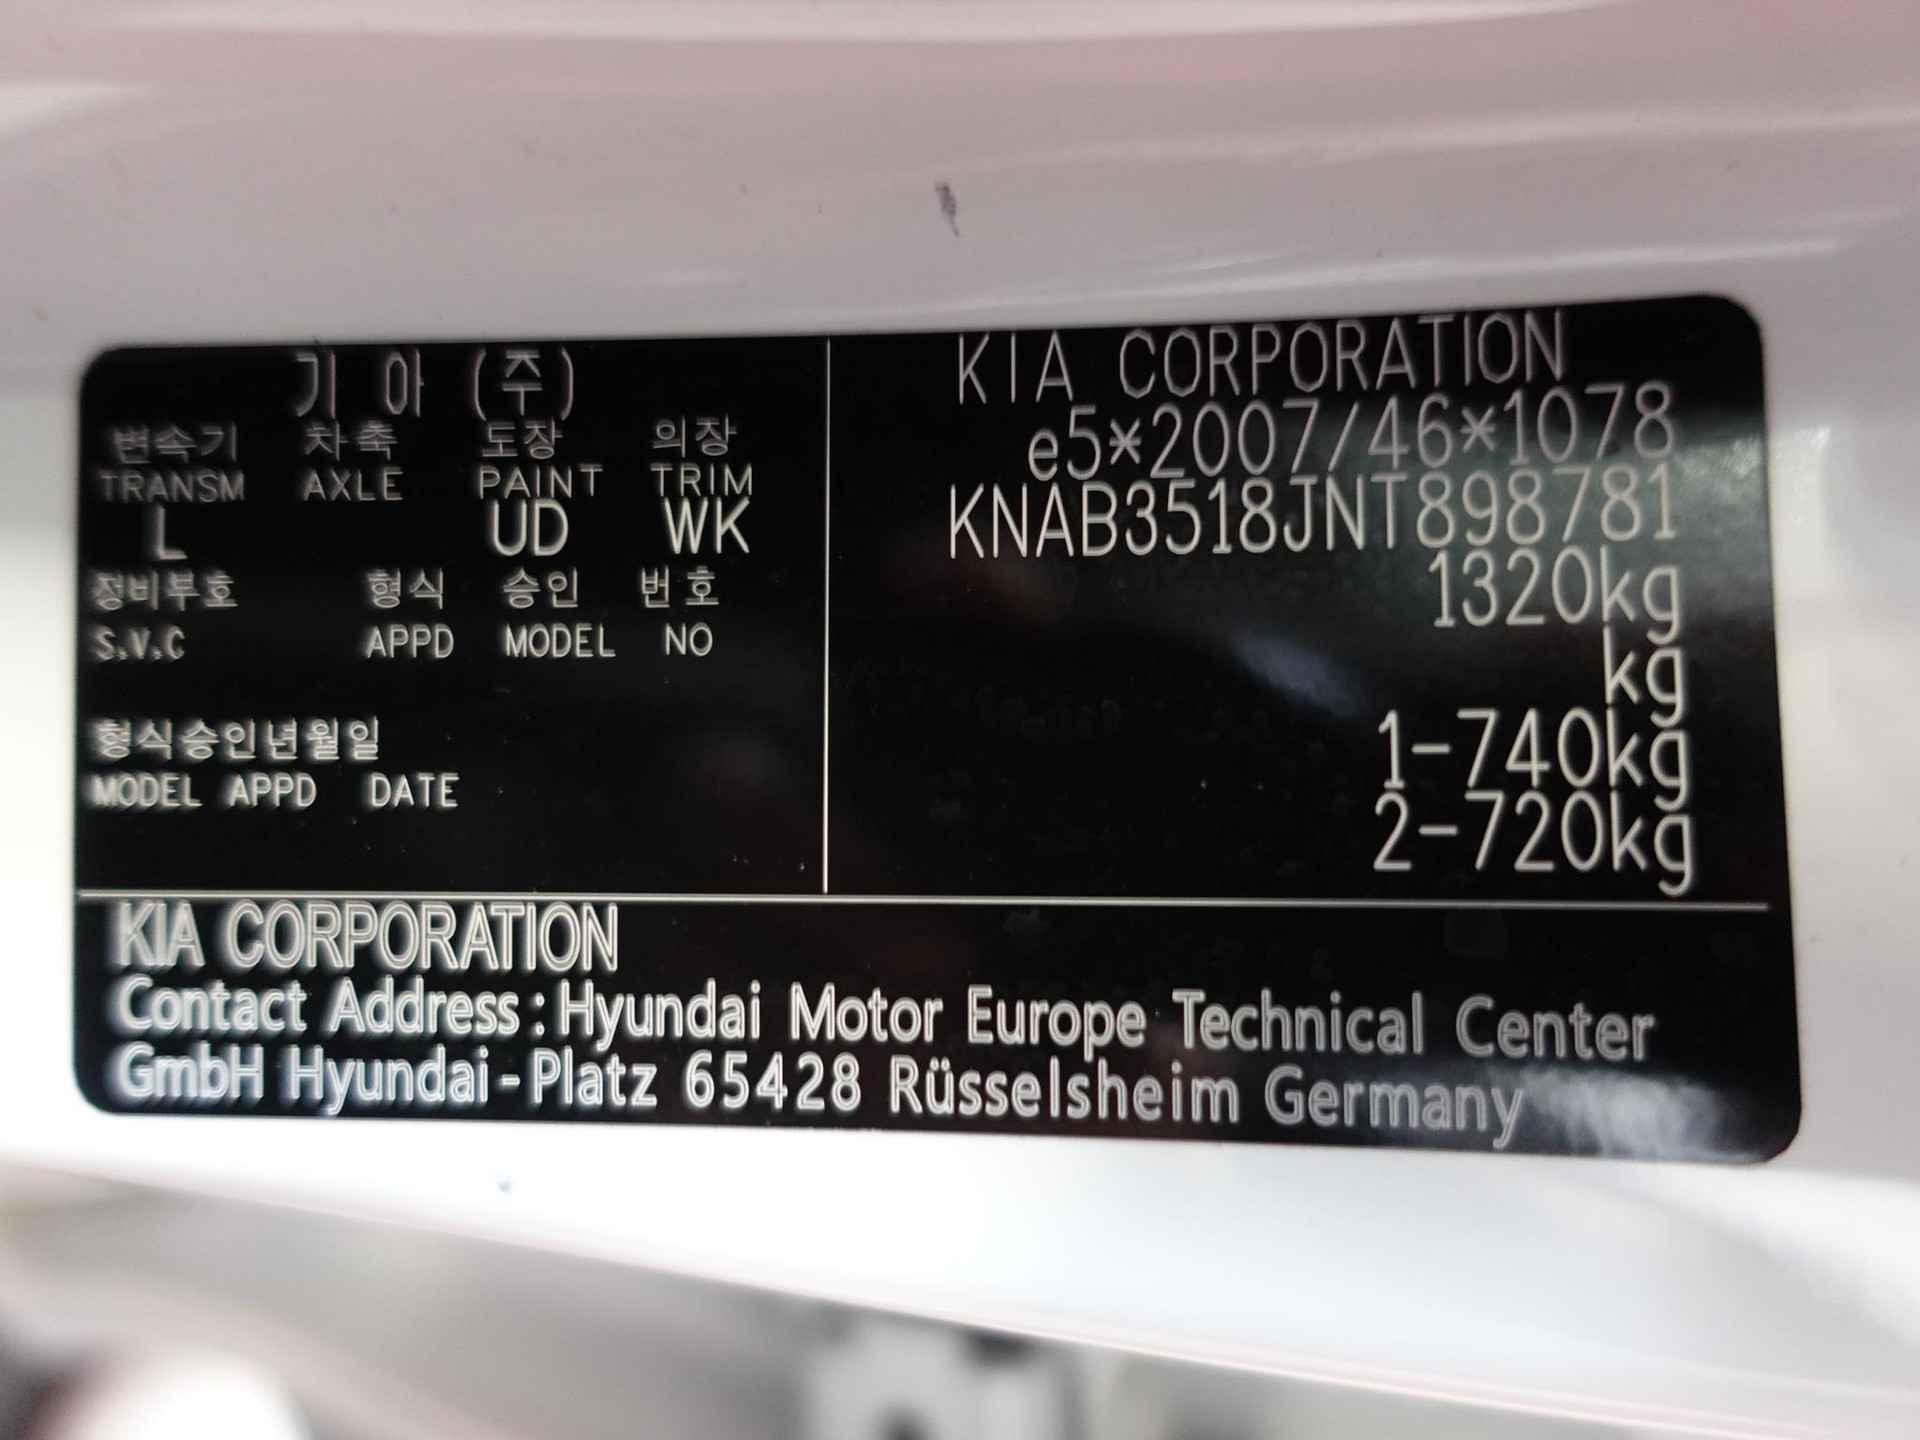 기 아 (주)
변속기 차축 도장 의장
TRANSM AXLE PAINT TRIM
L UD WK
정비부호 형식 승인 번호
S.V.C APPD MODEL NO
형식승인년월일
MODEL APPD DATE
KIA CORPORATION
e5*2007/46*1078
KNAB3518JNT898781
1320kg
kg
1-740kg
2-720kg
KIA CORPORATION
Contact Address : Hyundai Motor Europe Technical Center
GmbH Hyundai-Platz 65428 Rüsselsheim Germany